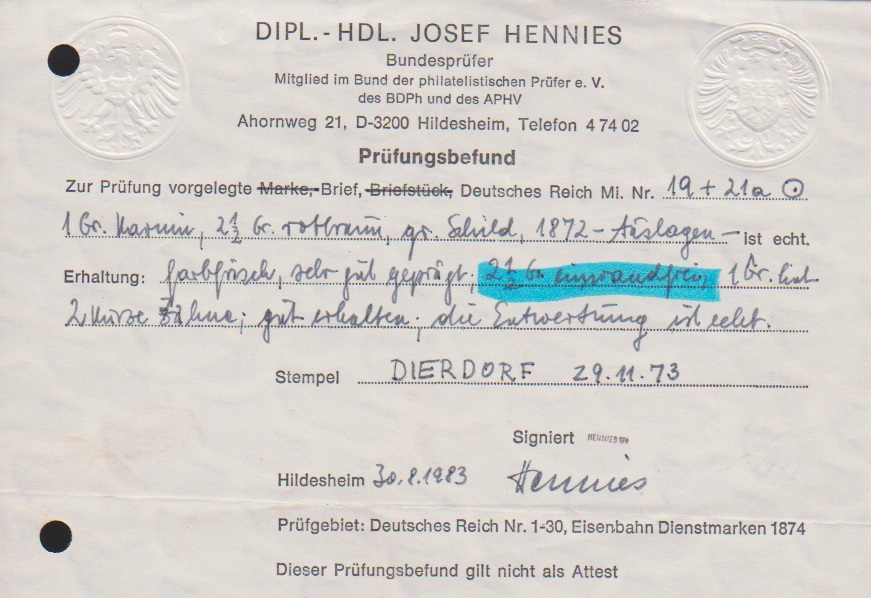 DIPL.-HDL. JOSEF HENNIES
Bundesprüfer
Mitglied im Bund der philatelistischen Prüfer e. V.
des BDPh und des APHV
Ahornweg 21, D-3200 Hildesheim, Telefon 4 74 02
Prüfungsbefund
Zur Prüfung vorgelegte Marke,-Brief, Briefstück, Deutsches Reich Mi. Nr. 19 + 21a ⊙
1 Gr. Karmin, 2½ Gr. rotbraun, gr. Schild, 1872-Auslagen - ist echt.
Erhaltung: farbfrisch, sehr gut geprägt; 2½ Gr. einwandfrei, 1 Gr. hat
2 kurze Zähne; gut erhalten; die Entwertung ist echt.
Stempel DIERDORF 29.11.73
Signiert HENNIES BPP
Hildesheim 30.8.1983 Hennies
Prüfgebiet: Deutsches Reich Nr. 1-30, Eisenbahn Dienstmarken 1874
Dieser Prüfungsbefund gilt nicht als Attest